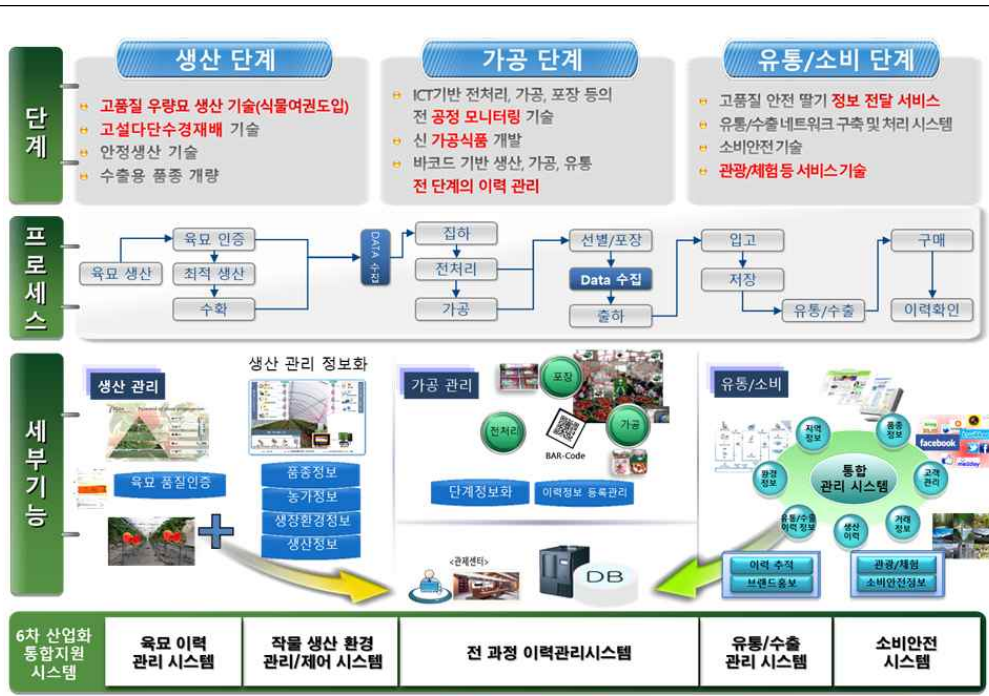 단계
생산 단계
고품질 우량묘 생산 기술(식물여권도입)
고설다단수경재배 기술
안정생산 기술
수출용 품종 개량
가공 단계
ICT기반 전처리, 가공, 포장 등의
전 공정 모니터링 기술
신 가공식품 개발
바코드 기반 생산, 가공, 유통
전 단계의 이력 관리
유통/소비 단계
고품질 안전 딸기 정보 전달 서비스
유통/수출 네트워크 구축 및 처리 시스템
소비안전 기술
관광/체험 등 서비스 기술
프로세스
육묘 생산
육묘 인증
최적 생산
수확
DATA 수집
집하
전처리
가공
선별/포장
Data 수집
출하
입고
저장
유통/수출
구매
이력확인
세부기능
생산 관리
육묘 품질인증
생산 관리 정보화
품종정보
농가정보
생장환경정보
생산정보
가공 관리
포장
전처리
가공
BAR-Code
단계정보화
이력정보 등록관리
<관제센터>
DB
유통/소비
지역
정보
품종
정보
환경
정보
통합
관리 시스템
고객
관리
유통/수출
이력 정보
생산
이력
거래
정보
facebook
이력 추적
브랜드홍보
관광/체험
소비안전정보
6차 산업화
통합지원
시스템
육묘 이력
관리 시스템
작물 생산 환경
관리/제어 시스템
전 과정 이력관리시스템
유통/수출
관리 시스템
소비안전
시스템